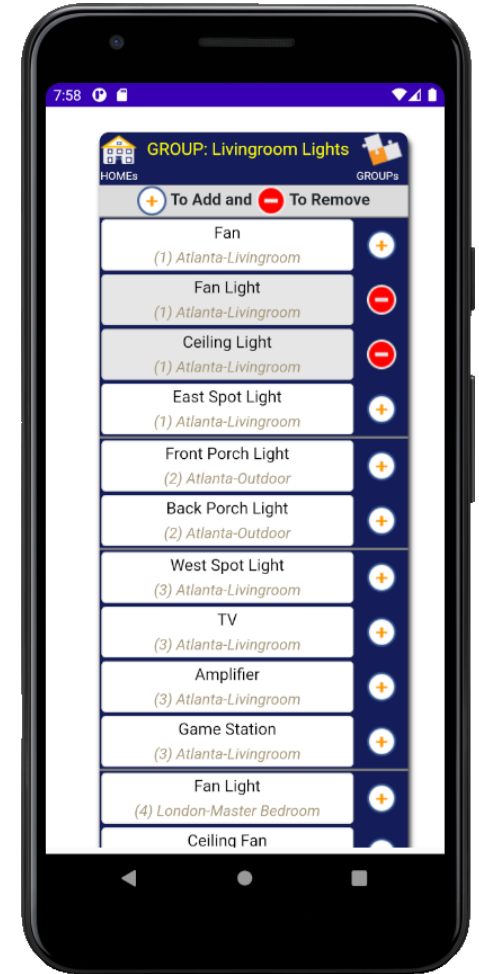 7:58
GROUP: Livingroom Lights
HOMEs
GROUPs
+ To Add and − To Remove
Fan
(1) Atlanta-Livingroom
Fan Light
(1) Atlanta-Livingroom
Ceiling Light
(1) Atlanta-Livingroom
East Spot Light
(1) Atlanta-Livingroom
Front Porch Light
(2) Atlanta-Outdoor
Back Porch Light
(2) Atlanta-Outdoor
West Spot Light
(3) Atlanta-Livingroom
TV
(3) Atlanta-Livingroom
Amplifier
(3) Atlanta-Livingroom
Game Station
(3) Atlanta-Livingroom
Fan Light
(4) London-Master Bedroom
Ceiling Fan